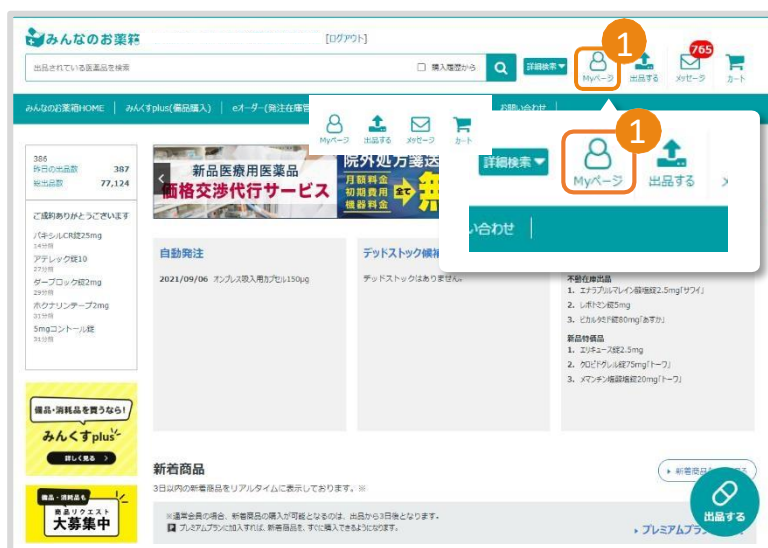 みんなのお薬箱
[ログアウト]
1
出品されている医薬品を検索
購入履歴から
詳細検索▼
Myページ
出品する
765
メッセージ
カート
みんなのお薬箱HOME
みんくすplus(備品購入)
eオーダー(発注在庫管
お問い合わせ
Myページ
出品する
メッセージ
カート
1
詳細検索▼
Myページ
出品する
い合わせ
386
昨日の出品数 387
総出品数 77,124
ご成約ありがとうございます
パキシルCR錠25mg
14分前
アテレック錠10
27分前
ダーブロック錠2mg
29分前
ホクナリンテープ2mg
31分前
5mgコントール錠
31分前
新品医療用医薬品
価格交渉代行サービス
院外処方箋送
月額料金
初期費用
機器料金
全て
無
自動発注
2021/09/06 オンブレス吸入用カプセル150μg
デッドストック候補
デッドストックはありません。
不動在庫出品
1. エナラプリルマレイン酸塩錠2.5mg「サワイ」
2. レボトミン錠5mg
3. ビカルタミド錠80mg「あすか」
新品特価品
1. エリキュース錠2.5mg
2. クロピドグレル錠75mg「トーワ」
3. メマンチン塩酸塩錠20mg「トーワ」
備品・消耗品を買うなら!
みんくすplus
詳しく見る
備品・消耗品も
商品リクエスト
大募集中
新着商品
新着商品
る
3日以内の新着商品をリアルタイムに表示しております。※
※通常会員の場合、新着商品の購入が可能となるのは、出品から3日後となります。
プレミアムプランに加入すれば、新着商品を、すぐに購入できるようになります。
プレミアムプラ
出品する